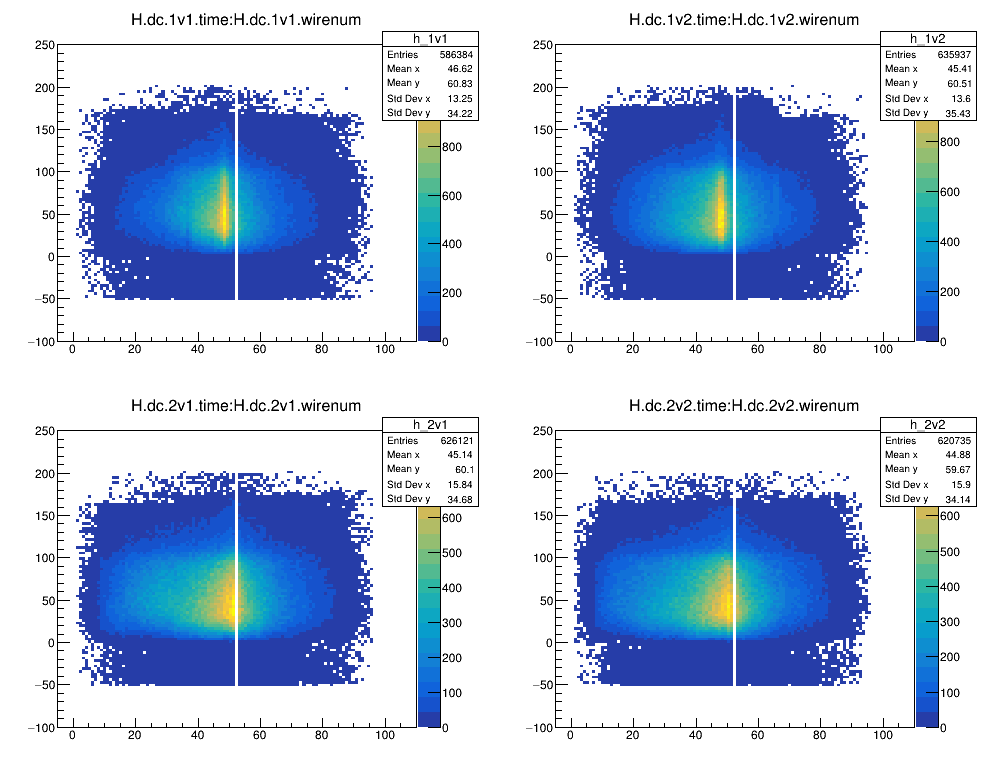 H.dc.1v1.time:H.dc.1v1.wirenum
h_1v1
Entries 586384
Mean x 46.62
Mean y 60.83
Std Dev x 13.25
Std Dev y 34.22
250
200
150
100
50
0
−50
−100
0 20 40 60 80 100
800
600
400
200
0
H.dc.1v2.time:H.dc.1v2.wirenum
h_1v2
Entries 635937
Mean x 45.41
Mean y 60.51
Std Dev x 13.6
Std Dev y 35.43
250
200
150
100
50
0
−50
−100
0 20 40 60 80 100
800
600
400
200
0
H.dc.2v1.time:H.dc.2v1.wirenum
h_2v1
Entries 626121
Mean x 45.14
Mean y 60.1
Std Dev x 15.84
Std Dev y 34.68
250
200
150
100
50
0
−50
−100
0 20 40 60 80 100
600
500
400
300
200
100
0
H.dc.2v2.time:H.dc.2v2.wirenum
h_2v2
Entries 620735
Mean x 44.88
Mean y 59.67
Std Dev x 15.9
Std Dev y 34.14
250
200
150
100
50
0
−50
−100
0 20 40 60 80 100
600
500
400
300
200
100
0